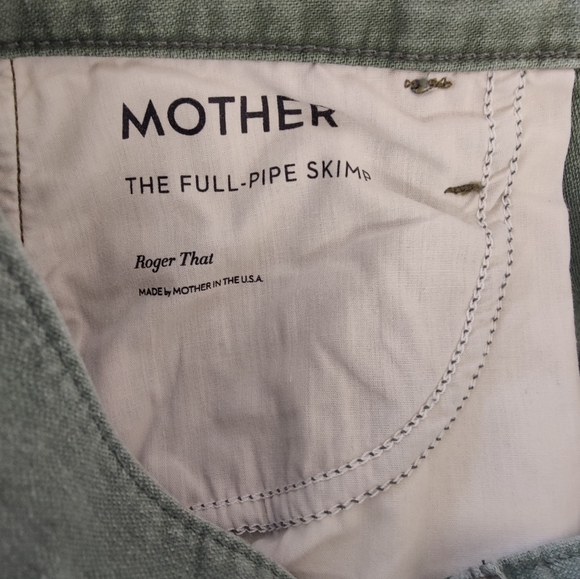 MOTHER
THE FULL-PIPE SKIMP
Roger That
MADE by MOTHER IN THE U.S.A.